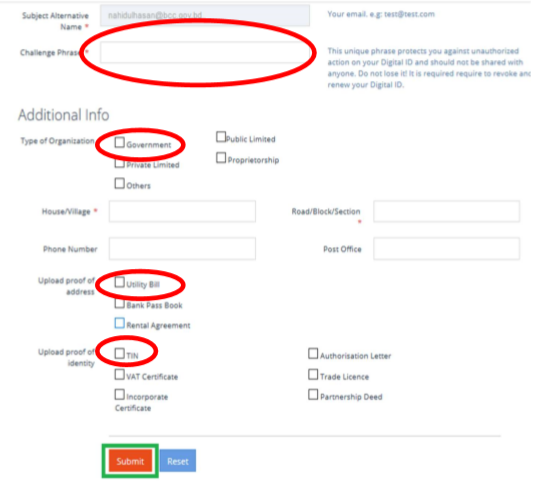 Subject Alternative Name *
nahidulhasan@bcc.gov.bd
Your email. e.g: test@test.com
Challenge Phrase *
This unique phrase protects you against unauthorized
action on your Digital ID and should not be shared with
anyone. Do not lose it! It is required require to revoke and
renew your Digital ID.
Additional Info
Type of Organization
Government
Public Limited
Private Limited
Proprietorship
Others
House/Village *
Road/Block/Section *
Phone Number
Post Office
Upload proof of address
Utility Bill
Bank Pass Book
Rental Agreement
Upload proof of identity
TIN
Authorisation Letter
VAT Certificate
Trade Licence
Incorporate Certificate
Partnership Deed
Submit
Reset